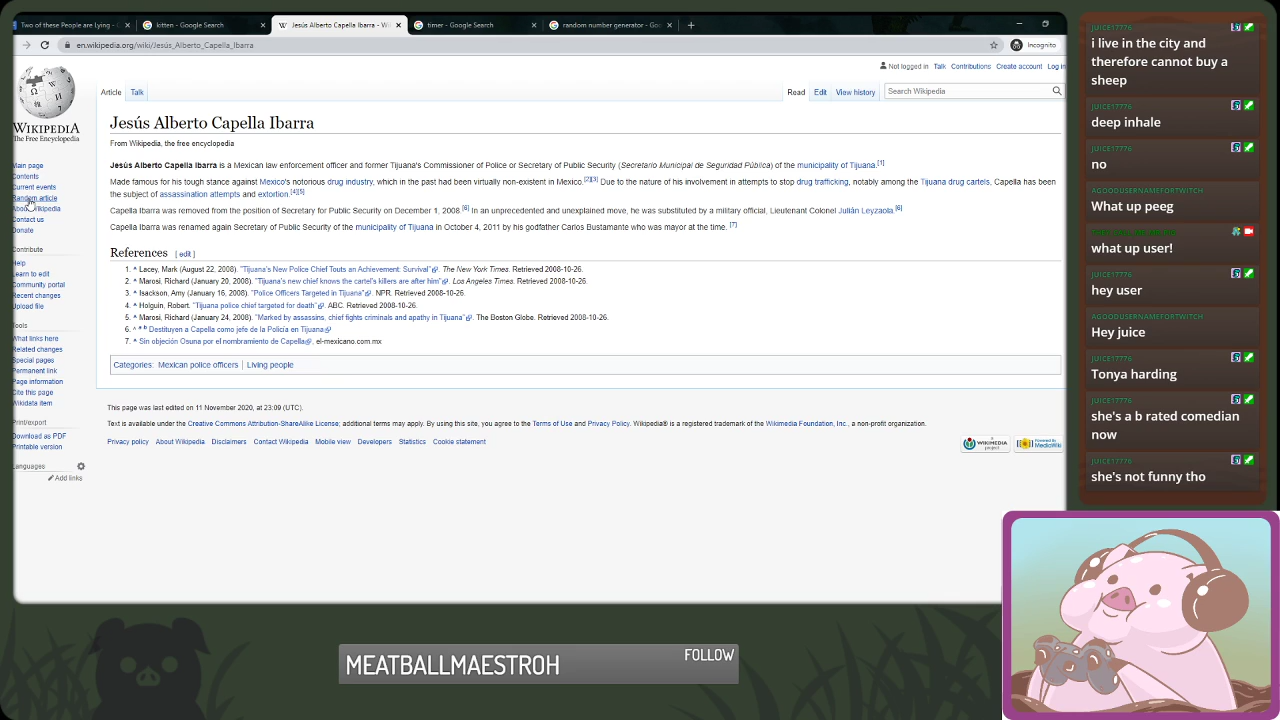 Two of these people are lying -
kitten - Google Search
Jesús Alberto Capella Ibarra - Wi
timer - Google Search
random number generator - Goo
en.wikipedia.org/wiki/Jesús_Alberto_Capella_Ibarra
Incognito
Not logged in Talk Contributions Create account Log in
Article Talk
Read Edit View history
Search Wikipedia
WIKIPEDIA
The Free Encyclopedia
Main page
Contents
Current events
Random article
About Wikipedia
Contact us
Donate
Contribute
Help
Learn to edit
Community portal
Recent changes
Upload file
Tools
What links here
Related changes
Special pages
Permanent link
Page information
Cite this page
Wikidata item
Print/export
Download as PDF
Printable version
Languages
Add links
Jesús Alberto Capella Ibarra
From Wikipedia, the free encyclopedia
Jesús Alberto Capella Ibarra is a Mexican law enforcement officer and former Tijuana's Commissioner of Police or Secretary of Public Security (Secretario Municipal de Seguridad Pública) of the municipality of Tijuana.[1]
Made famous for his tough stance against Mexico's notorious drug industry, which in the past had been virtually non-existent in Mexico.[2][3] Due to the nature of his involvement in attempts to stop drug trafficking, notably among the Tijuana drug cartels, Capella has been
the subject of assassination attempts and extortion.[4][5]
Capella Ibarra was removed from the position of Secretary for Public Security on December 1, 2008.[6] in an unprecedented and unexplained move, he was substituted by a military official, Lieutenant Colonel Julián Leyzaola.[6]
Capella Ibarra was renamed again Secretary of Public Security of the municipality of Tijuana in October 4, 2011 by his godfather Carlos Bustamante who was mayor at the time. [7]
References [ edit ]
1. ^ Lacey, Mark (August 22, 2008). "Tijuana's New Police Chief Touts an Achievement: Survival". The New York Times. Retrieved 2008-10-26.
2. ^ Marosi, Richard (January 20, 2008). "Tijuana's new chief knows the cartel's killers are after him". Los Angeles Times. Retrieved 2008-10-26.
3. ^ Isackson, Amy (January 16, 2008). "Police Officers Targeted in Tijuana". NPR. Retrieved 2008-10-26.
4. ^ Holguin, Robert. "Tijuana police chief targeted for death". ABC. Retrieved 2008-10-26.
5. ^ Marosi, Richard (January 24, 2008). "Marked by assassins, chief fights criminals and apathy in Tijuana". The Boston Globe. Retrieved 2008-10-26.
6. ^ a b Destituyen a Capella como jefe de la Policía en Tijuana
7. ^ Sin objeción Osuna por el nombramiento de Capella. el-mexicano.com.mx
Categories: Mexican police officers | Living people
This page was last edited on 11 November 2020, at 23:09 (UTC).
Text is available under the Creative Commons Attribution-ShareAlike License; additional terms may apply. By using this site, you agree to the Terms of Use and Privacy Policy. Wikipedia® is a registered trademark of the Wikimedia Foundation, Inc., a non-profit organization.
Privacy policy About Wikipedia Disclaimers Contact Wikipedia Mobile view Developers Statistics Cookie statement
WIKIMEDIA project
Powered By MediaWiki
JUICE17776
i live in the city and
therefore cannot buy a
sheep
JUICE17776
deep inhale
JUICE17776
no
AGOODUSERNAMEFORTWITCH
What up peeg
what up user!
JUICE17776
hey user
AGOODUSERNAMEFORTWITCH
Hey juice
JUICE17776
Tonya harding
JUICE17776
she's a b rated comedian
now
JUICE17776
she's not funny tho
MEATBALLMAESTROH
FOLLOW